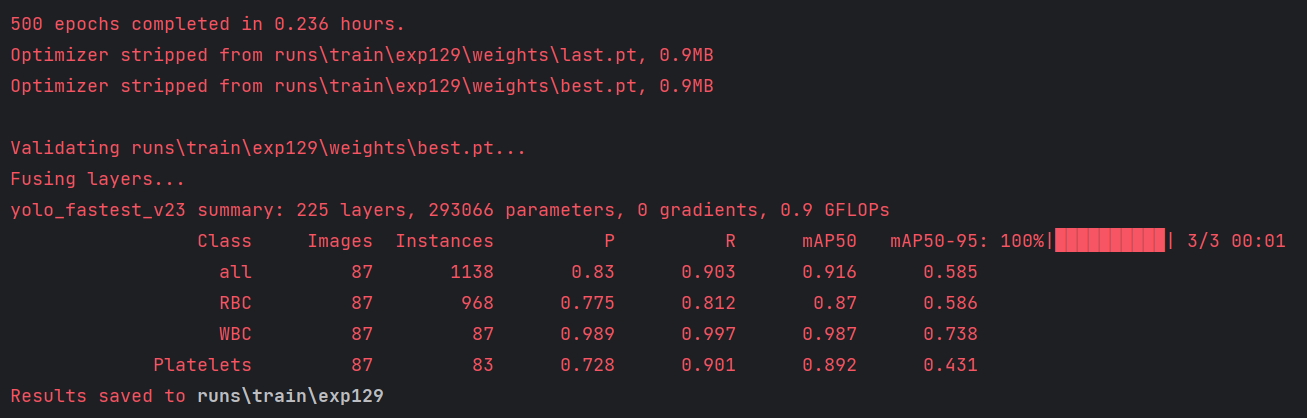 500 epochs completed in 0.236 hours.
Optimizer stripped from runs\train\exp129\weights\last.pt, 0.9MB
Optimizer stripped from runs\train\exp129\weights\best.pt, 0.9MB
Validating runs\train\exp129\weights\best.pt...
Fusing layers...
yolo_fastest_v23 summary: 225 layers, 293066 parameters, 0 gradients, 0.9 GFLOPs
Class Images Instances P R mAP50 mAP50-95: 100%|██████████| 3/3 00:01
all 87 1138 0.83 0.903 0.916 0.585
RBC 87 968 0.775 0.812 0.87 0.586
WBC 87 87 0.989 0.997 0.987 0.738
Platelets 87 83 0.728 0.901 0.892 0.431
Results saved to runs\train\exp129